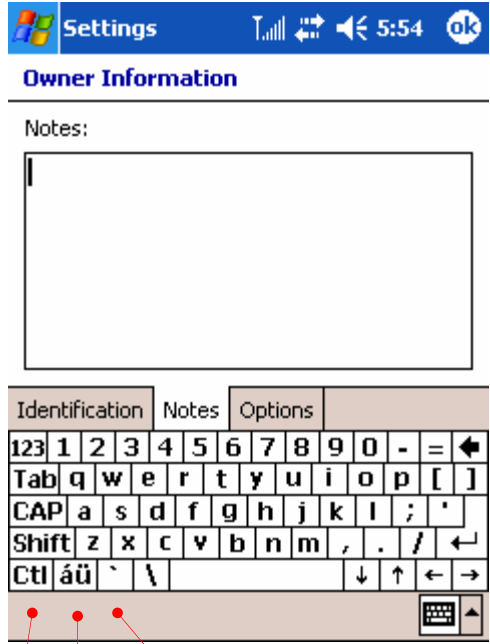 Settings 5:54 ok
Owner Information
Notes:
Identification Notes Options
123 1 2 3 4 5 6 7 8 9 0 - =
Tab q w e r t y u i o p [ ]
CAP a s d f g h j k l ; '
Shift z x c v b n m , . /
Ctl áü ` \ ↓ ↑ ← →